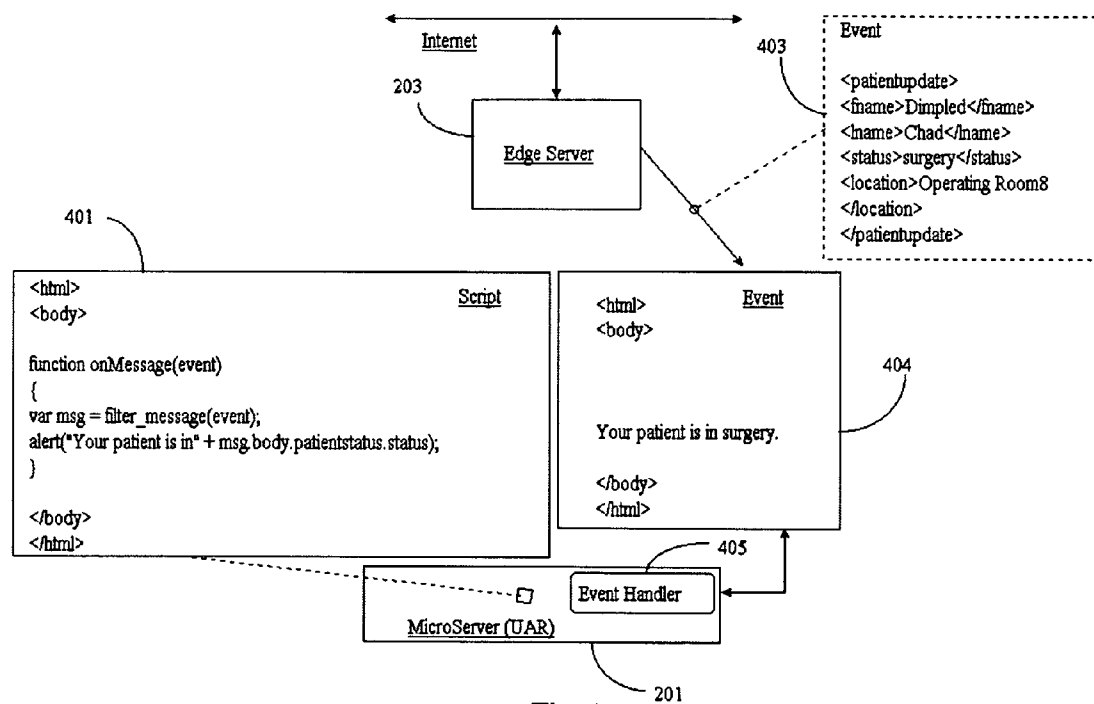 Internet
203
Edge Server
403
Event
<patientupdate>
<fname>Dimpled</fname>
<lname>Chad</lname>
<status>surgery</status>
<location>Operating Room8
</location>
</patientupdate>
401
Script
<html>
<body>
function onMessage(event)
{
var msg = filter_message(event);
alert("Your patient is in" + msg.body.patientstatus.status);
}
</body>
</html>
Event
<html>
<body>
Your patient is in surgery.
</body>
</html>
404
405
Event Handler
MicroServer (UAR)
201